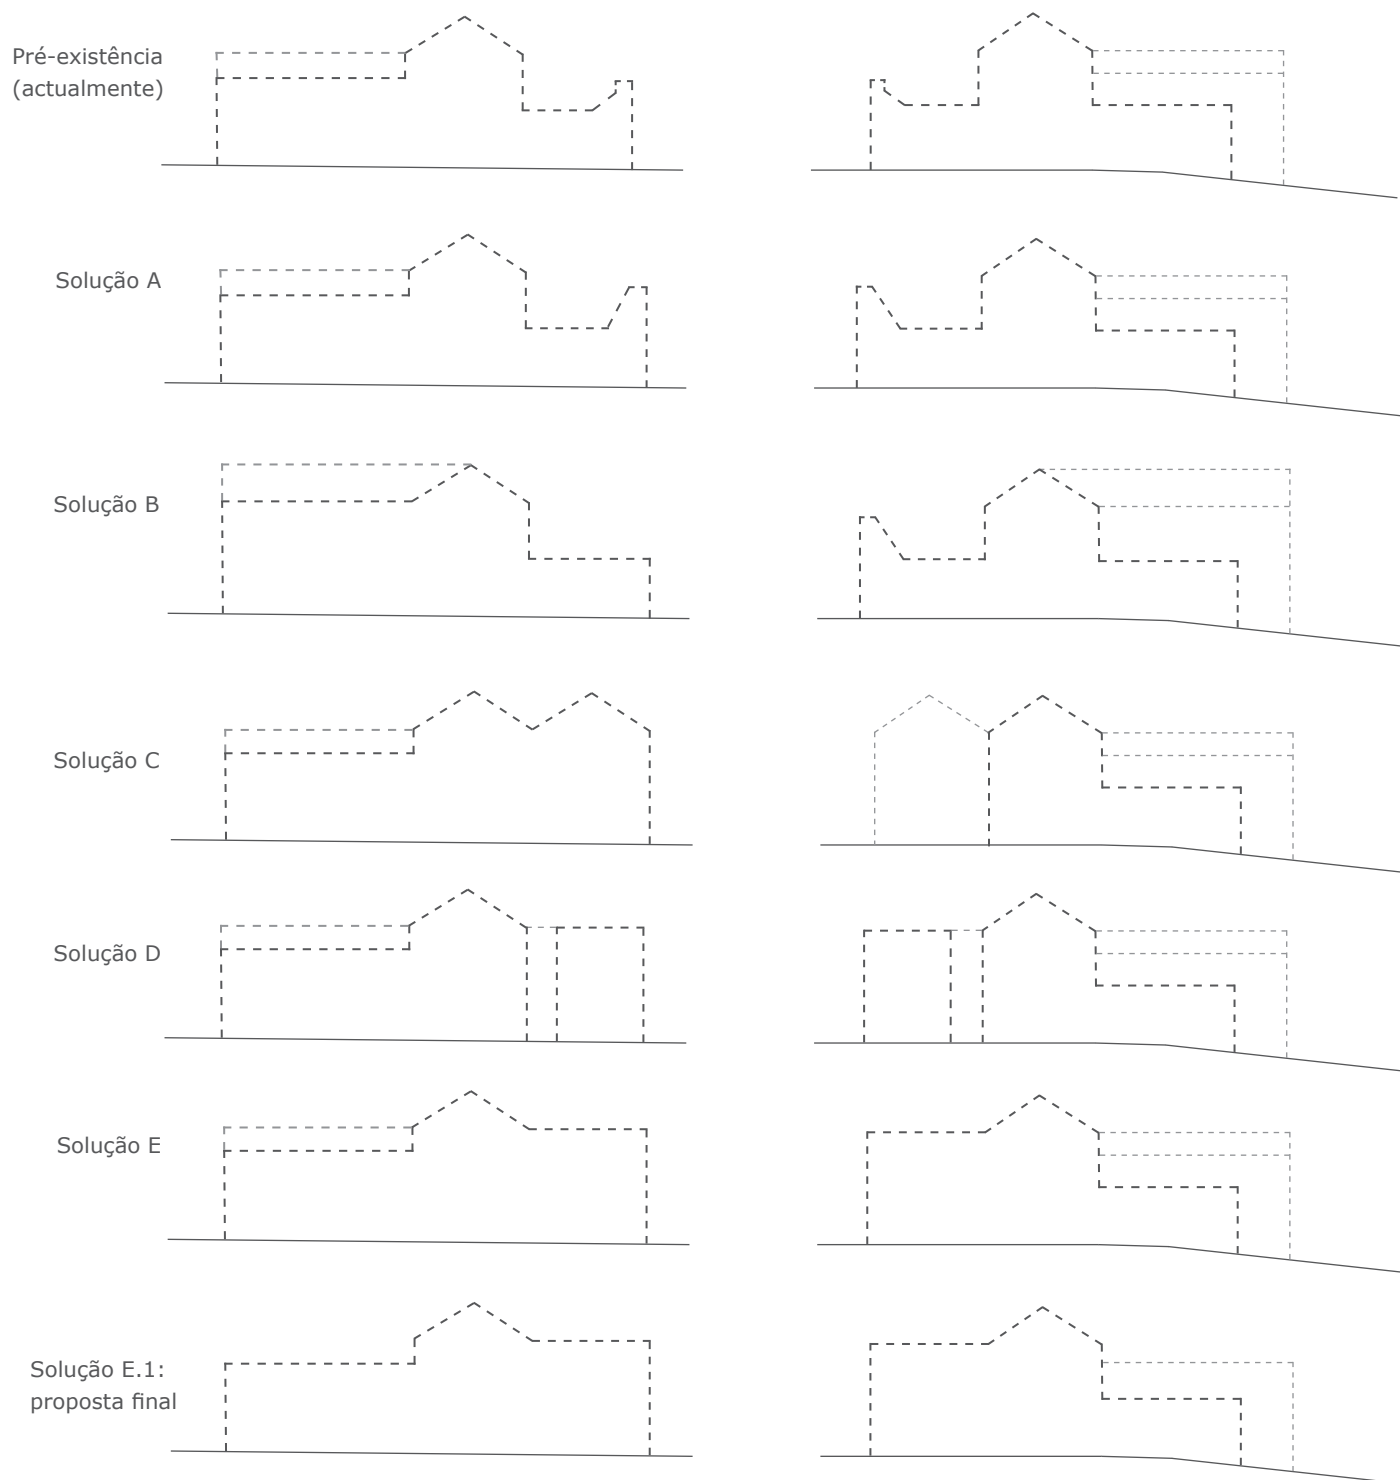 Pré-existência
(actualmente)
Solução A
Solução B
Solução C
Solução D
Solução E
Solução E.1:
proposta final